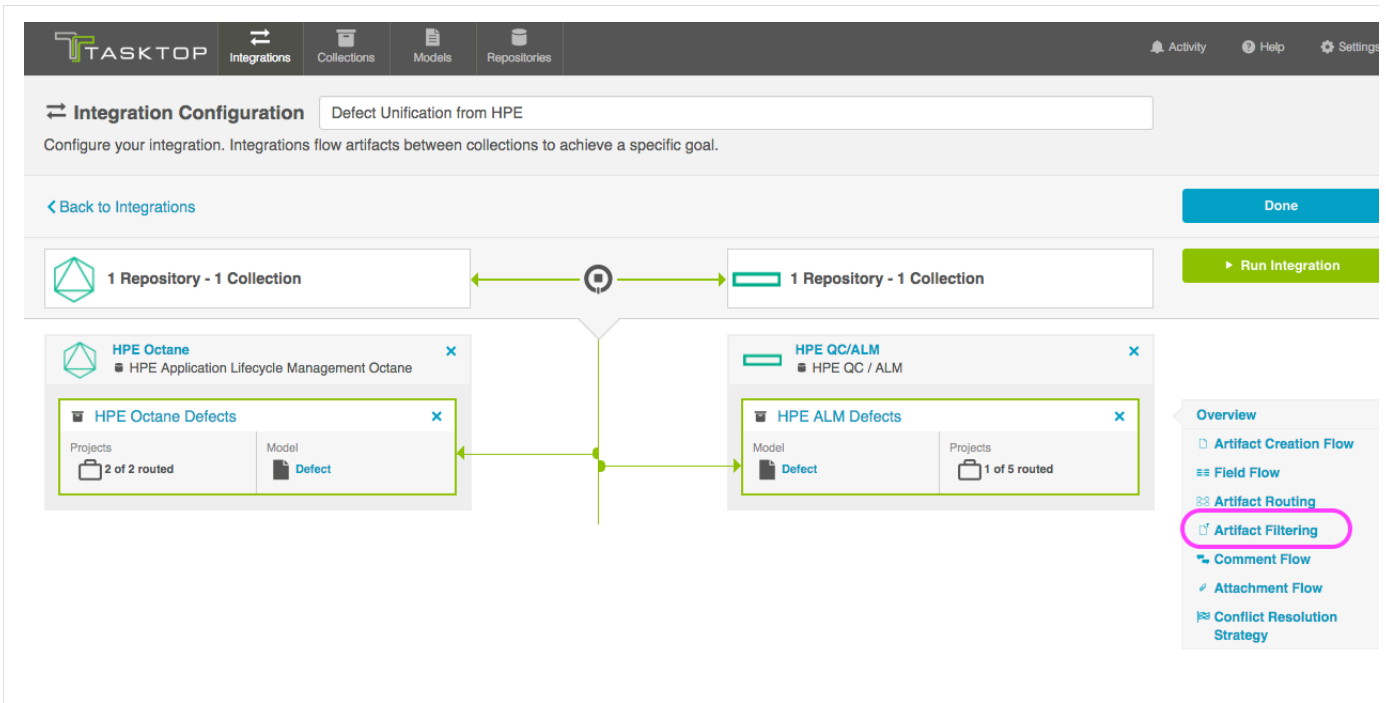 TASKTOP
Integrations
Collections
Models
Repositories
Activity
Help
Settings
Integration Configuration
Defect Unification from HPE
Configure your integration. Integrations flow artifacts between collections to achieve a specific goal.
Back to Integrations
Done
1 Repository - 1 Collection
1 Repository - 1 Collection
Run Integration
HPE Octane
HPE Application Lifecycle Management Octane
HPE Octane Defects
Projects
2 of 2 routed
Model
Defect
HPE QC/ALM
HPE QC / ALM
HPE ALM Defects
Model
Defect
Projects
1 of 5 routed
Overview
Artifact Creation Flow
Field Flow
Artifact Routing
Artifact Filtering
Comment Flow
Attachment Flow
Conflict Resolution
Strategy